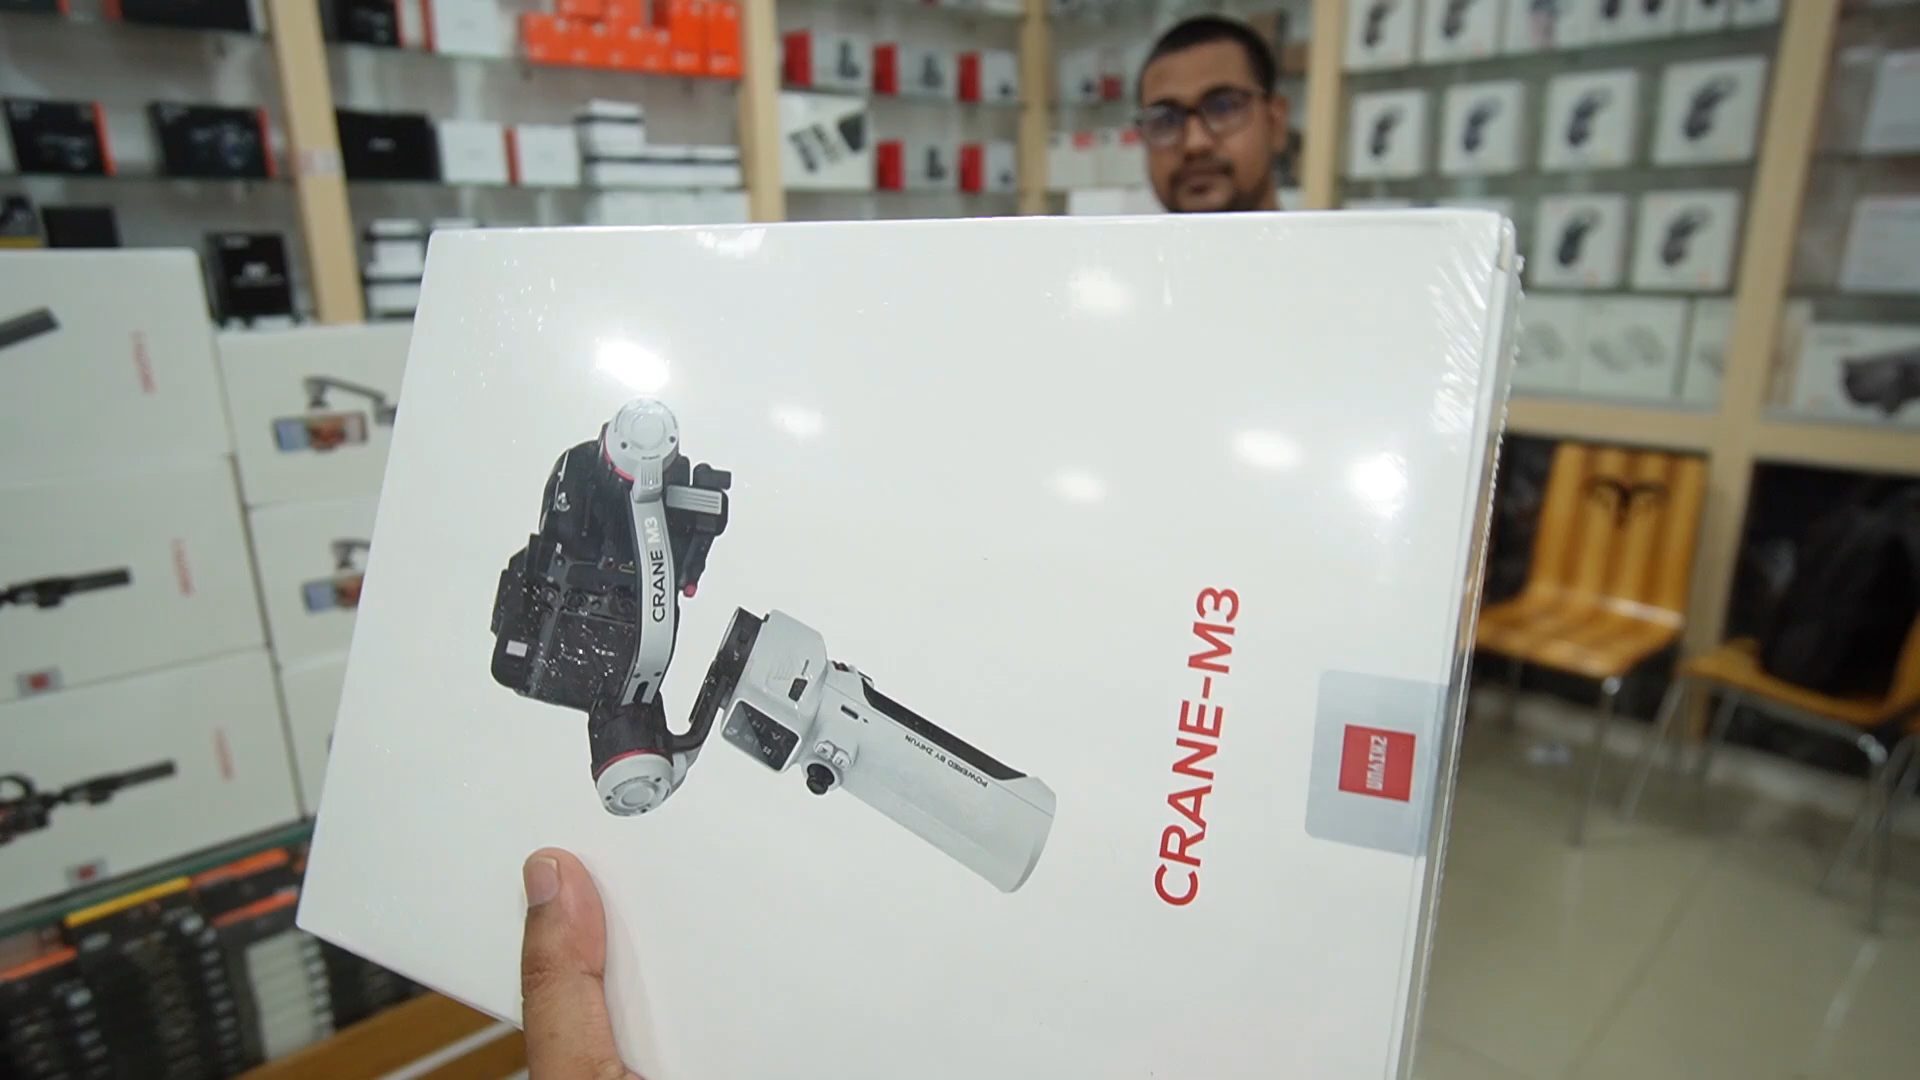 CRANE M3
POWERED BY ZHIYUN
CRANE-M3
ZHIYUN